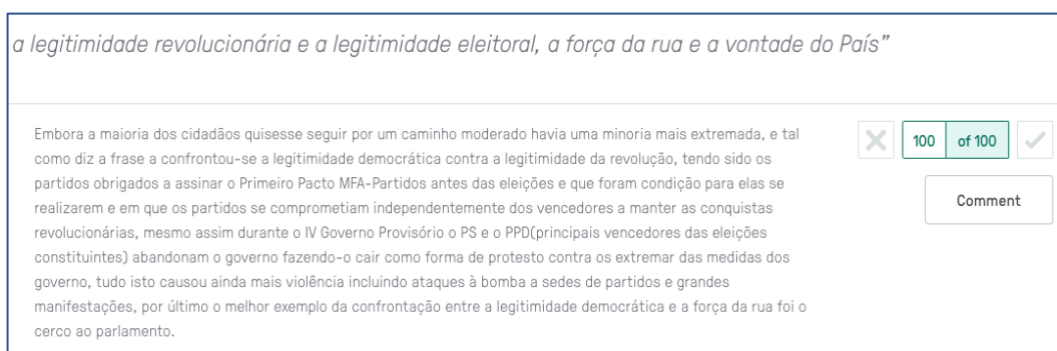 a legitimidade revolucionária e a legitimidade eleitoral, a força da rua e a vontade do País”
Embora a maioria dos cidadãos quisesse seguir por um caminho moderado havia uma minoria mais extremada, e tal
como diz a frase a confrontou-se a legitimidade democrática contra a legitimidade da revolução, tendo sido os
partidos obrigados a assinar o Primeiro Pacto MFA-Partidos antes das eleições e que foram condição para elas se
realizarem e em que os partidos se comprometiam independentemente dos vencedores a manter as conquistas
revolucionárias, mesmo assim durante o IV Governo Provisório o PS e o PPD(principais vencedores das eleições
constituintes) abandonam o governo fazendo-o cair como forma de protesto contra os extremar das medidas dos
governo, tudo isto causou ainda mais violência incluindo ataques à bomba a sedes de partidos e grandes
manifestações, por último o melhor exemplo da confrontação entre a legitimidade democrática e a força da rua foi o
cerco ao parlamento.
100 of 100
Comment